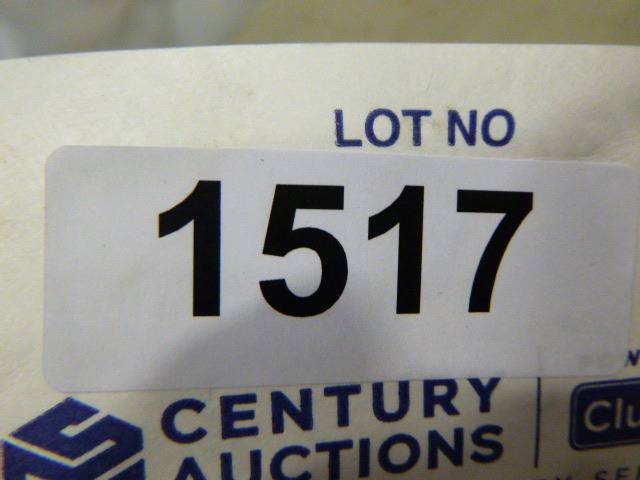 LOT NO
1517
CENTURY
AUCTIONS